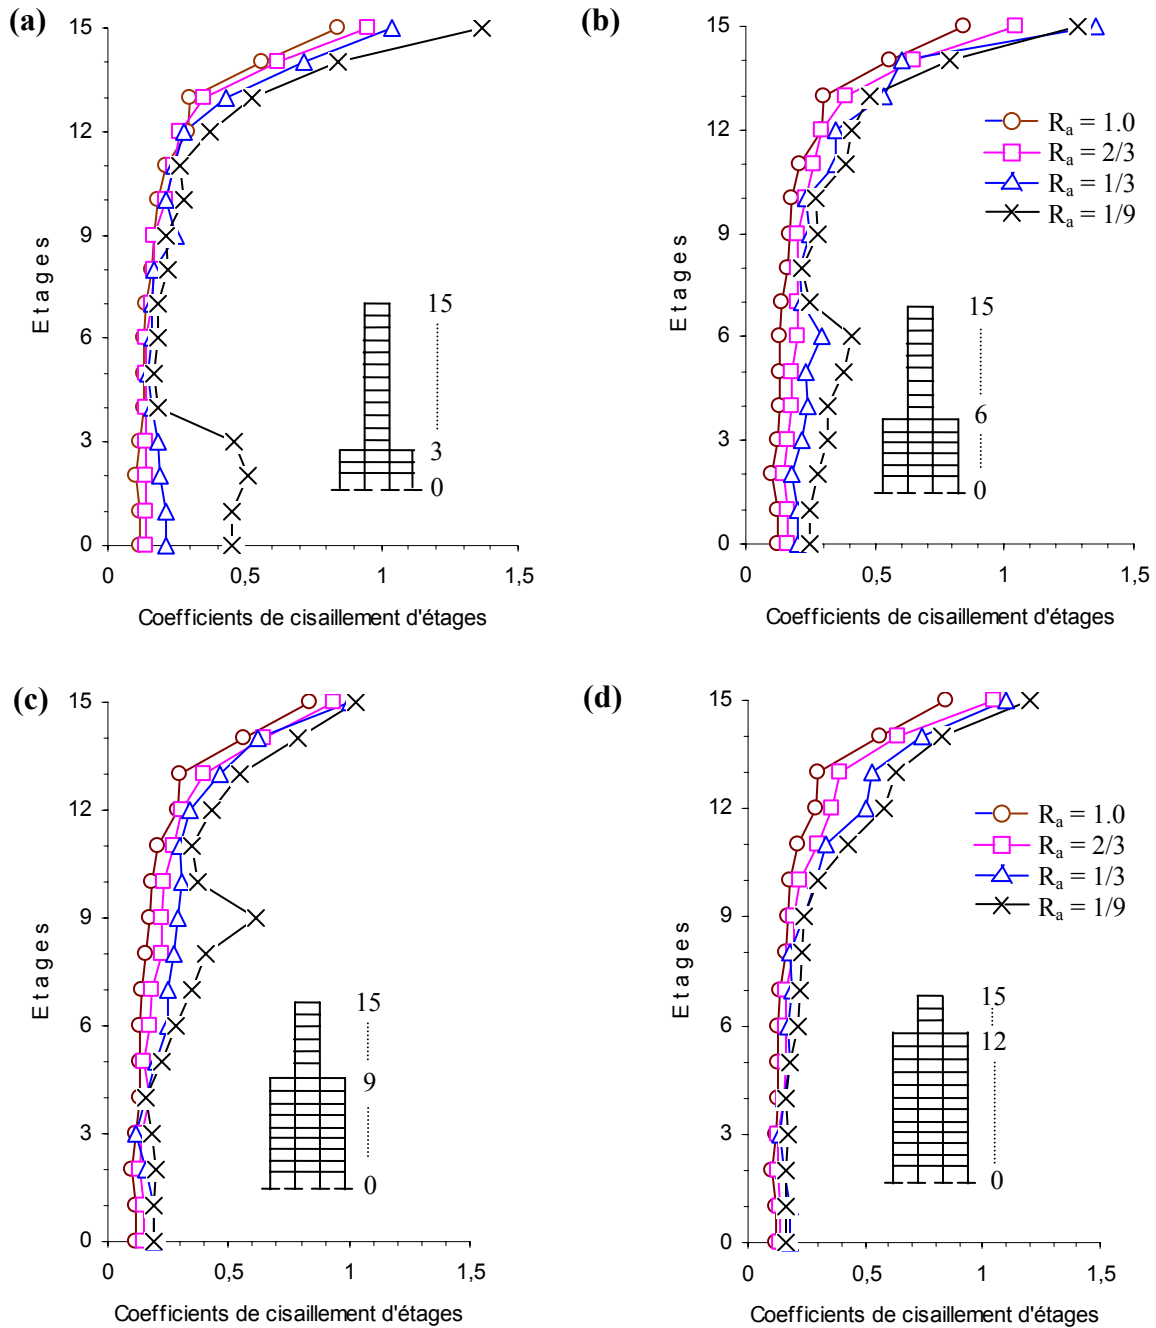 (a)
15
12
9
6
3
0
Etages
0
0,5
1
1,5
Coefficients de cisaillement d'étages
15
3
0
(b)
15
12
9
6
3
0
Etages
0
0,5
1
1,5
Coefficients de cisaillement d'étages
Ra = 1.0
Ra = 2/3
Ra = 1/3
Ra = 1/9
15
6
0
(c)
15
12
9
6
3
0
Etages
0
0,5
1
1,5
Coefficients de cisaillement d'étages
15
9
0
(d)
15
12
9
6
3
0
Etages
0
0,5
1
1,5
Coefficients de cisaillement d'étages
Ra = 1.0
Ra = 2/3
Ra = 1/3
Ra = 1/9
15
12
0